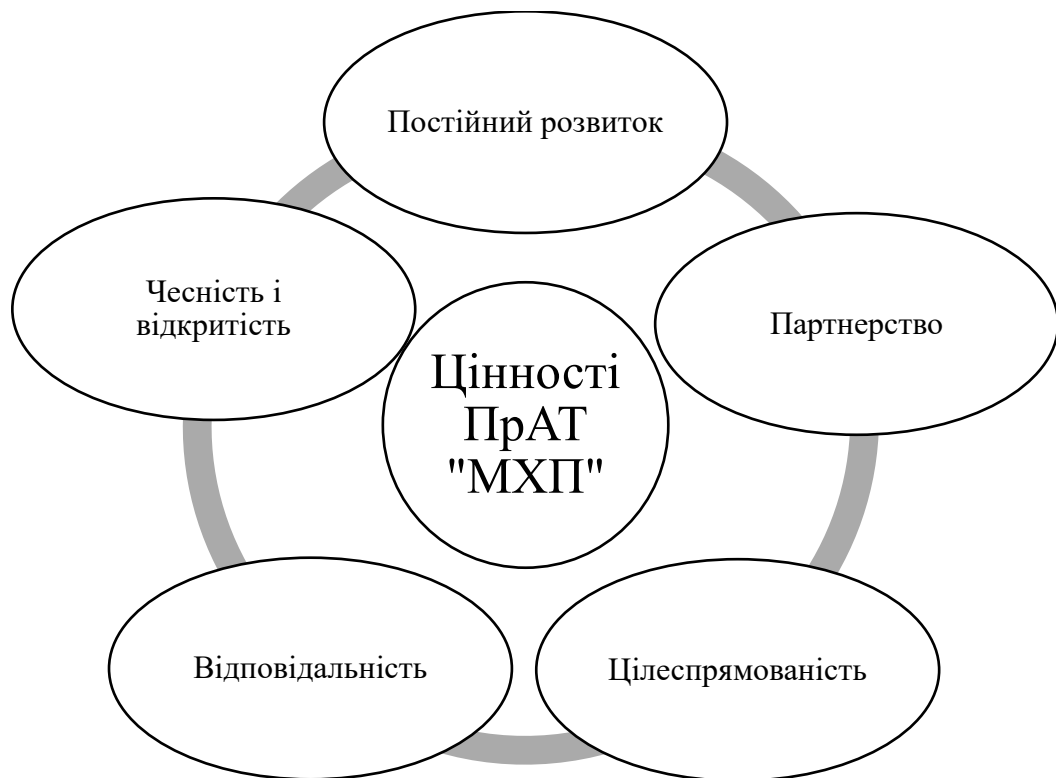 Постійний розвиток
Чесність і
відкритість
Партнерство
Цінності
ПрАТ
"МХП"
Відповідальність
Цілеспрямованість